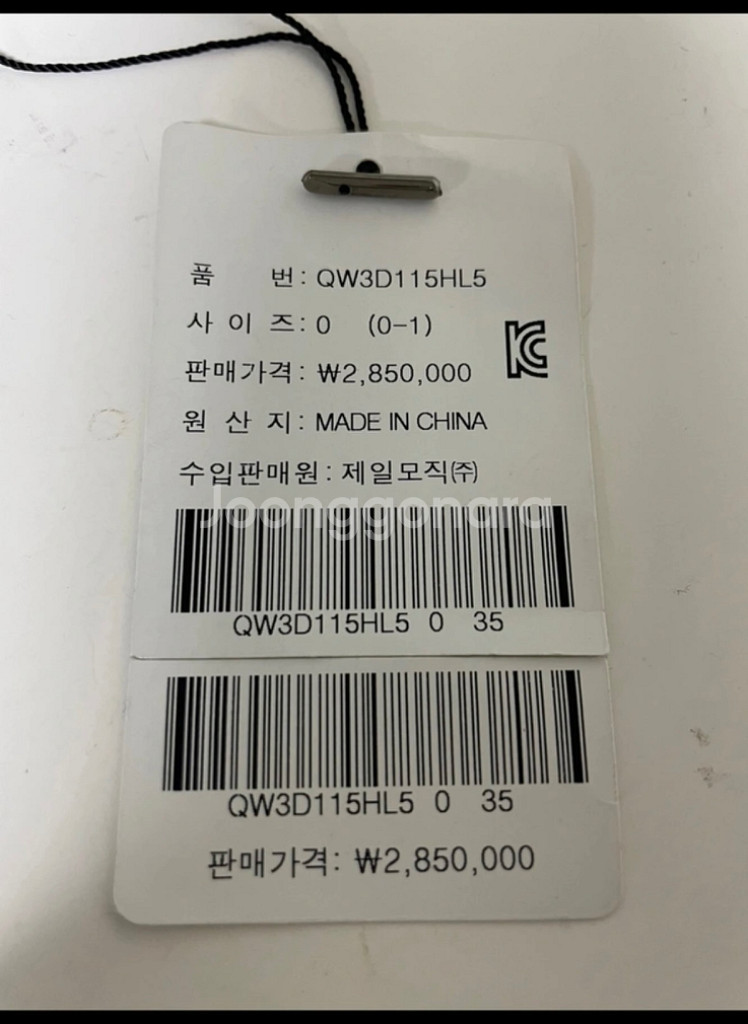 품 번: QW3D115HL5
사 이 즈: 0 (0-1)
판매가격: ₩2,850,000
KC
원 산 지: MADE IN CHINA
수입판매원: 제일모직㈜
Joonggonara
QW3D115HL5 0 35
QW3D115HL5 0 35
판매가격: ₩2,850,000